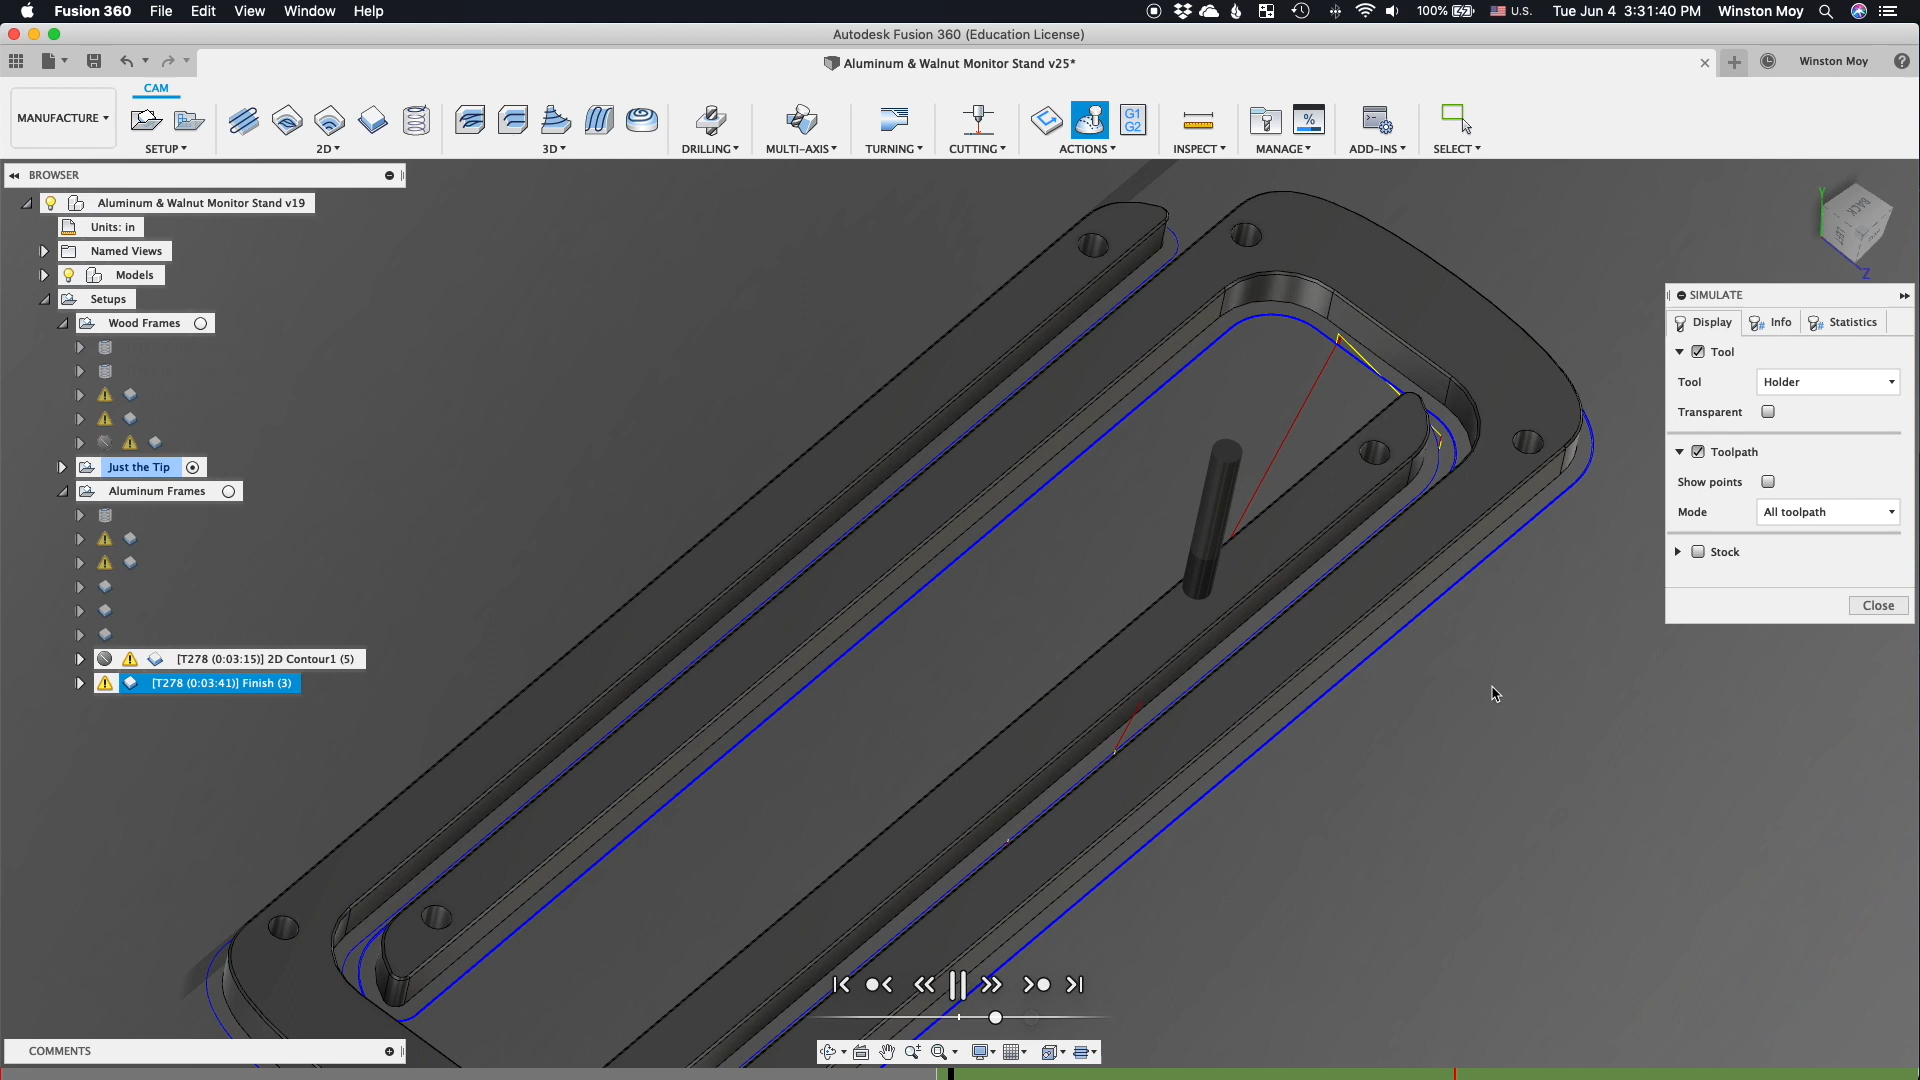 Fusion 360 File Edit View Window Help 100% U.S. Tue Jun 4 3:31:40 PM Winston Moy
Autodesk Fusion 360 (Education License)
Aluminum & Walnut Monitor Stand v25* Winston Moy
CAM
MANUFACTURE
G1
G2
SETUP 2D 3D DRILLING MULTI-AXIS TURNING CUTTING ACTIONS INSPECT MANAGE ADD-INS SELECT
BROWSER
Aluminum & Walnut Monitor Stand v19
Units: in
Named Views
Models
Setups
Wood Frames
Just the Tip
Aluminum Frames
[T278 (0:03:15)] 2D Contour1 (5)
[T278 (0:03:41)] Finish (3)
Y
BACK
LEFT
Z
SIMULATE
Display Info Statistics
Tool
Tool Holder
Transparent
Toolpath
Show points
Mode All toolpath
Stock
Close
COMMENTS